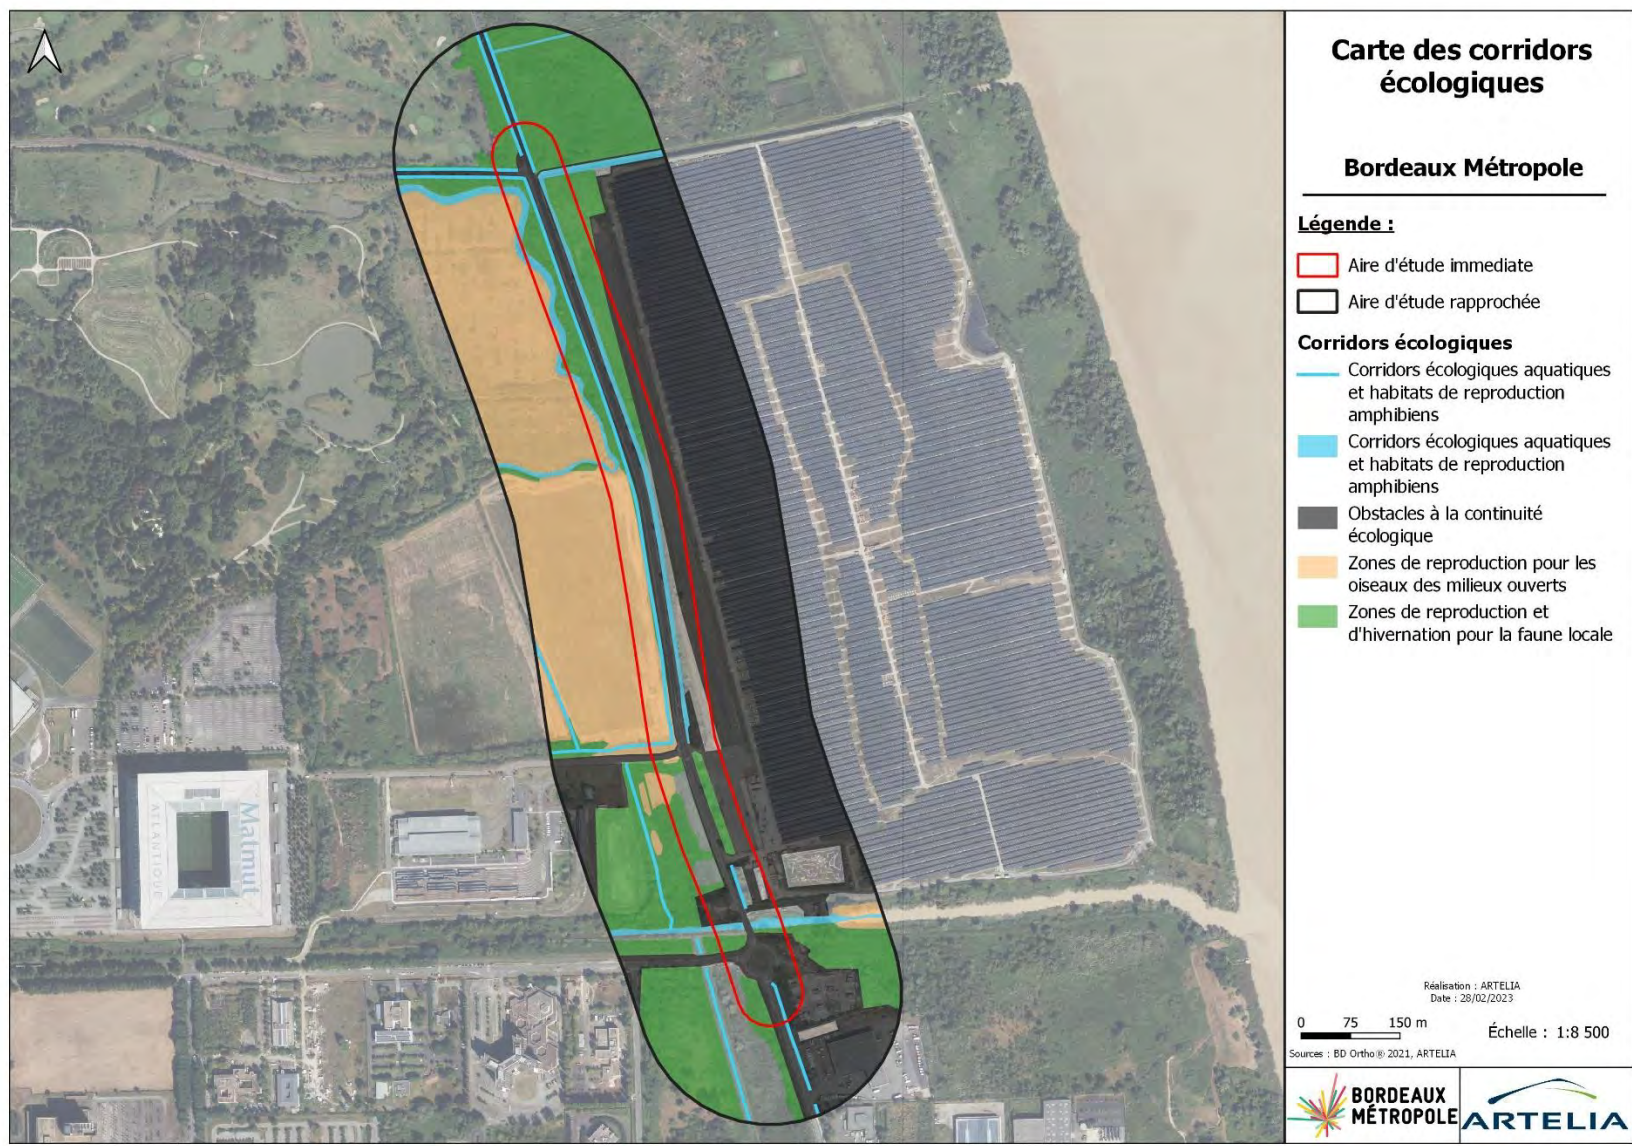 Carte des corridors
écologiques
Bordeaux Métropole
Légende :
Aire d'étude immediate
Aire d'étude rapprochée
Corridors écologiques
Corridors écologiques aquatiques
et habitats de reproduction
amphibiens
Corridors écologiques aquatiques
et habitats de reproduction
amphibiens
Obstacles à la continuité
écologique
Zones de reproduction pour les
oiseaux des milieux ouverts
Zones de reproduction et
d'hivernation pour la faune locale
Réalisation : ARTELIA
Date : 28/02/2023
0 75 150 m
Échelle : 1:8 500
Sources : BD Ortho® 2021, ARTELIA
BORDEAUX
MÉTROPOLE
ARTELIA
Matmut
ATLANTIQUE